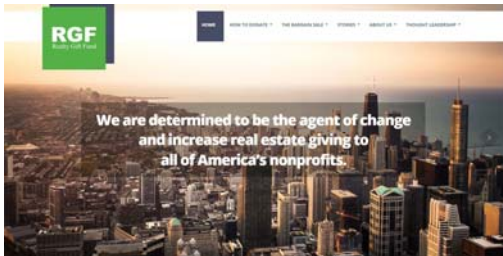 RGF
Realty Gift Fund
HOME HOW TO DONATE THE BARGAIN SALE STORIES ABOUT US THOUGHT LEADERSHIP
We are determined to be the agent of change
and increase real estate giving to
all of America's nonprofits.